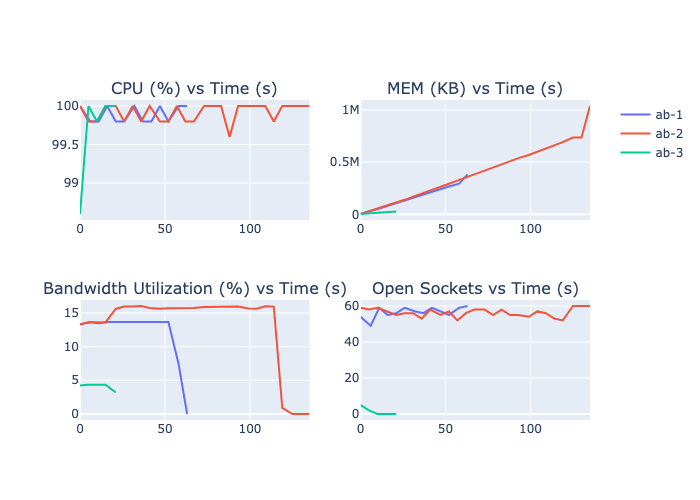 CPU (%) vs Time (s)
MEM (KB) vs Time (s)
100
99.5
99
0
50
100
1M
0.5M
0
0
50
100
ab-1
ab-2
ab-3
Bandwidth Utilization (%) vs Time (s)
Open Sockets vs Time (s)
15
10
5
0
0
50
100
60
40
20
0
0
50
100